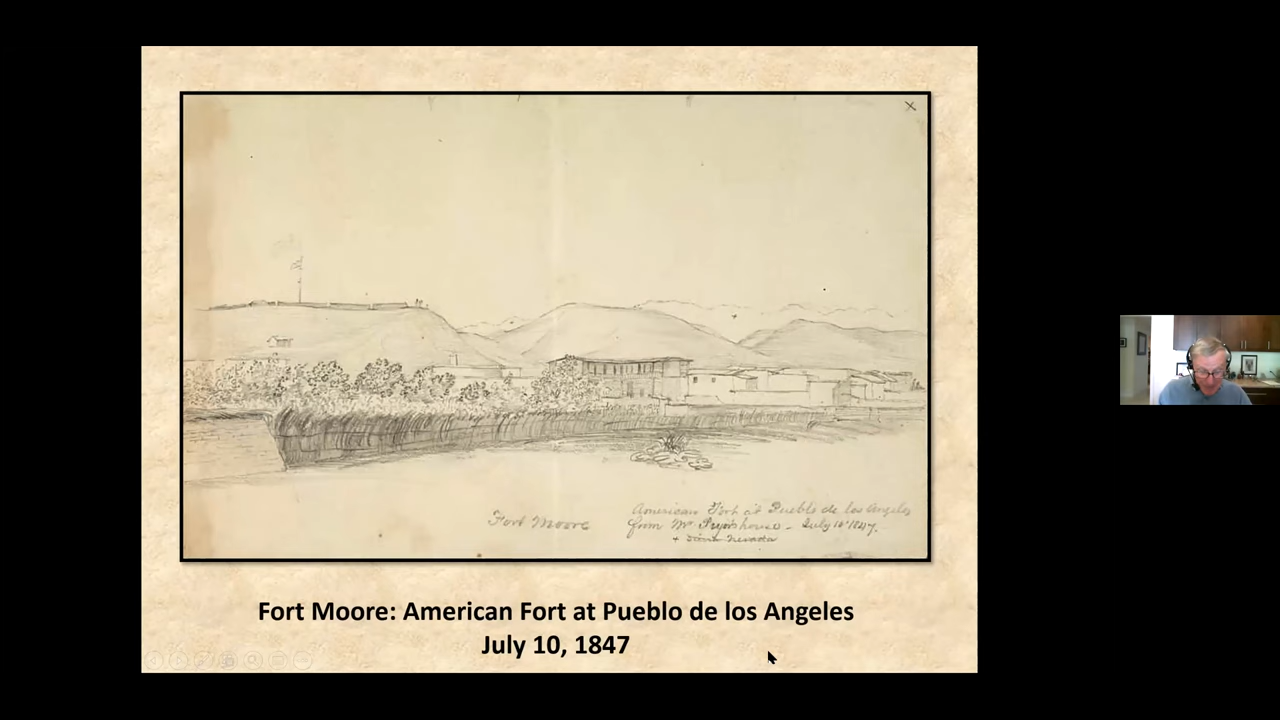 Fort Moore
American Fort at Pueblo de los Angeles
from Mr Pryor's house - July 10 1847.
Fort Moore: American Fort at Pueblo de los Angeles
July 10, 1847